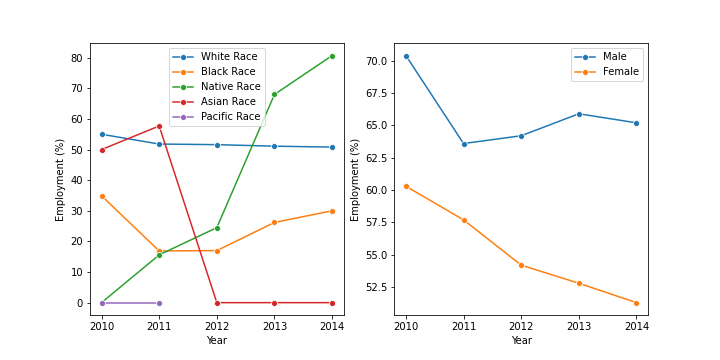 White Race
Black Race
Native Race
Asian Race
Pacific Race
80
70
60
50
40
30
20
10
0
Employment (%)
2010 2011 2012 2013 2014
Year
Male
Female
70.0
67.5
65.0
62.5
60.0
57.5
55.0
52.5
Employment (%)
2010 2011 2012 2013 2014
Year